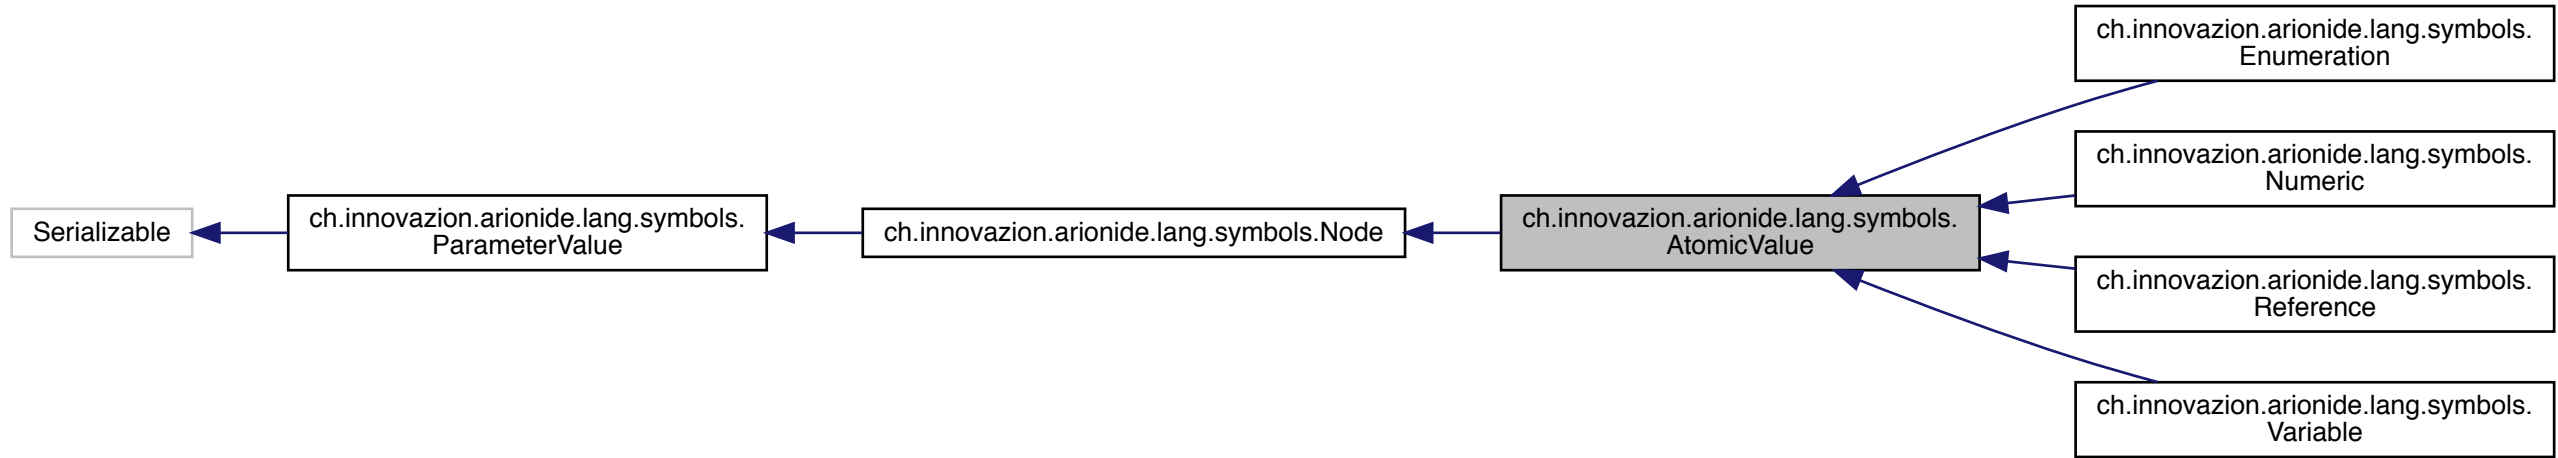 Serializable
ch.innovazion.arionide.lang.symbols.
ParameterValue
ch.innovazion.arionide.lang.symbols.Node
ch.innovazion.arionide.lang.symbols.
AtomicValue
ch.innovazion.arionide.lang.symbols.
Enumeration
ch.innovazion.arionide.lang.symbols.
Numeric
ch.innovazion.arionide.lang.symbols.
Reference
ch.innovazion.arionide.lang.symbols.
Variable